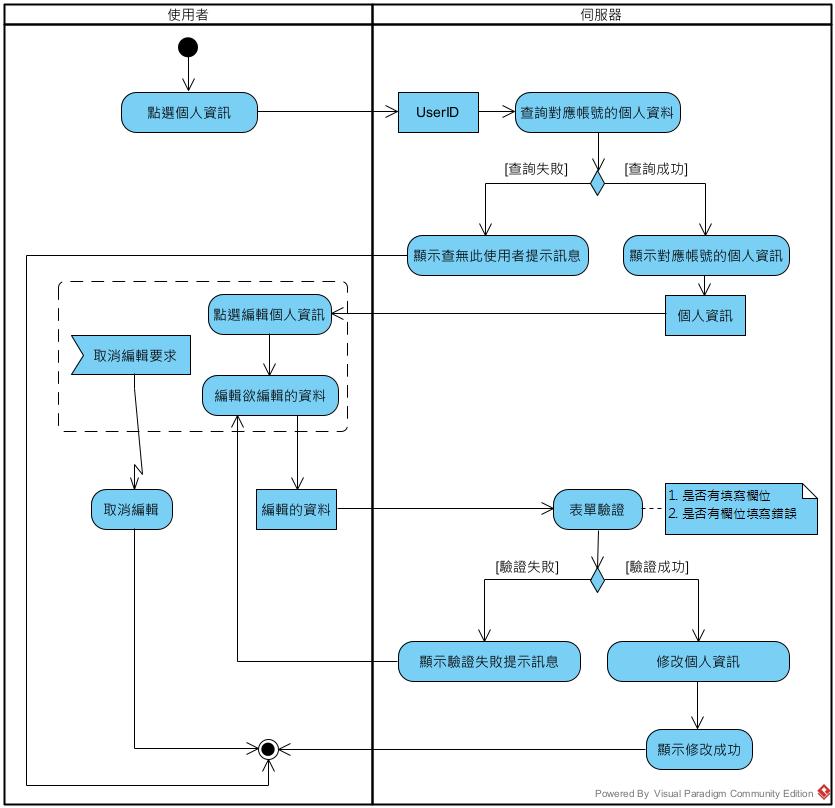 使用者
伺服器
點選個人資訊
UserID
查詢對應帳號的個人資料
[查詢失敗]
[查詢成功]
顯示查無此使用者提示訊息
顯示對應帳號的個人資訊
點選編輯個人資訊
個人資訊
取消編輯要求
編輯欲編輯的資料
取消編輯
編輯的資料
表單驗證
1. 是否有填寫欄位
2. 是否有欄位填寫錯誤
[驗證失敗]
[驗證成功]
顯示驗證失敗提示訊息
修改個人資訊
顯示修改成功
Powered By Visual Paradigm Community Edition